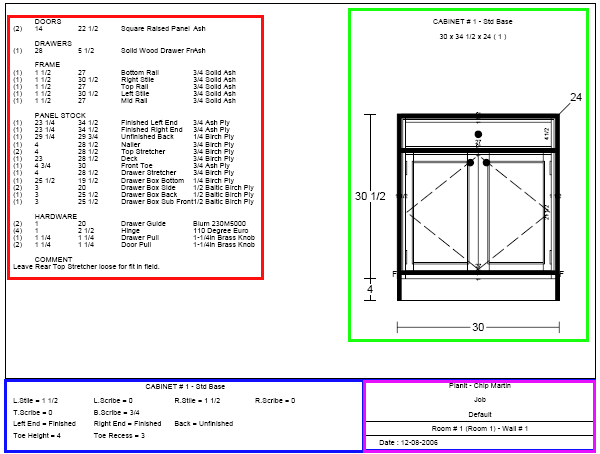 DOORS
(2) 14 22 1/2 Square Raised Panel Ash
DRAWERS
(1) 28 5 1/2 Solid Wood Drawer FrAsh
FRAME
(1) 1 1/2 27 Bottom Rail 3/4 Solid Ash
(1) 1 1/2 30 1/2 Right Stile 3/4 Solid Ash
(1) 1 1/2 27 Top Rail 3/4 Solid Ash
(1) 1 1/2 30 1/2 Left Stile 3/4 Solid Ash
(1) 1 1/2 27 Mid Rail 3/4 Solid Ash
PANEL STOCK
(1) 23 1/4 34 1/2 Finished Left End 3/4 Ash Ply
(1) 23 1/4 34 1/2 Finished Right End 3/4 Ash Ply
(1) 29 1/4 29 3/4 Unfinished Back 1/4 Birch Ply
(1) 4 28 1/2 Nailer 3/4 Birch Ply
(2) 4 28 1/2 Top Stretcher 3/4 Birch Ply
(1) 23 28 1/2 Deck 3/4 Birch Ply
(1) 4 3/4 30 Front Toe 3/4 Ash Ply
(1) 4 28 1/2 Drawer Stretcher 3/4 Birch Ply
(1) 25 1/2 19 1/2 Drawer Box Bottom 1/4 Birch Ply
(2) 3 20 Drawer Box Side 1/2 Baltic Birch Ply
(1) 3 25 1/2 Drawer Box Back 1/2 Baltic Birch Ply
(1) 3 25 1/2 Drawer Box Sub Front1/2 Baltic Birch Ply
HARDWARE
(2) 1 20 Drawer Guide Blum 230M5000
(4) 1 2 1/2 Hinge 110 Degree Euro
(1) 1 1/4 1 1/4 Drawer Pull 1-1/4in Brass Knob
(2) 1 1/4 1 1/4 Door Pull 1-1/4in Brass Knob
COMMENT
Leave Rear Top Stretcher loose for fit in field.
CABINET # 1 - Std Base
30 x 34 1/2 x 24 ( 1 )
24
4 1/2
30 1/2
F
F
4
30
CABINET # 1 - Std Base
L.Stile = 1 1/2 L.Scribe = 0 R.Stile = 1 1/2 R.Scribe = 0
T.Scribe = 0 B.Scribe = 3/4
Left End = Finished Right End = Finished Back = Unfinished
Toe Height = 4 Toe Recess = 3
Planit - Chip Martin
Job
Default
Room # 1 (Room 1) - Wall # 1
Date : 12-08-2006